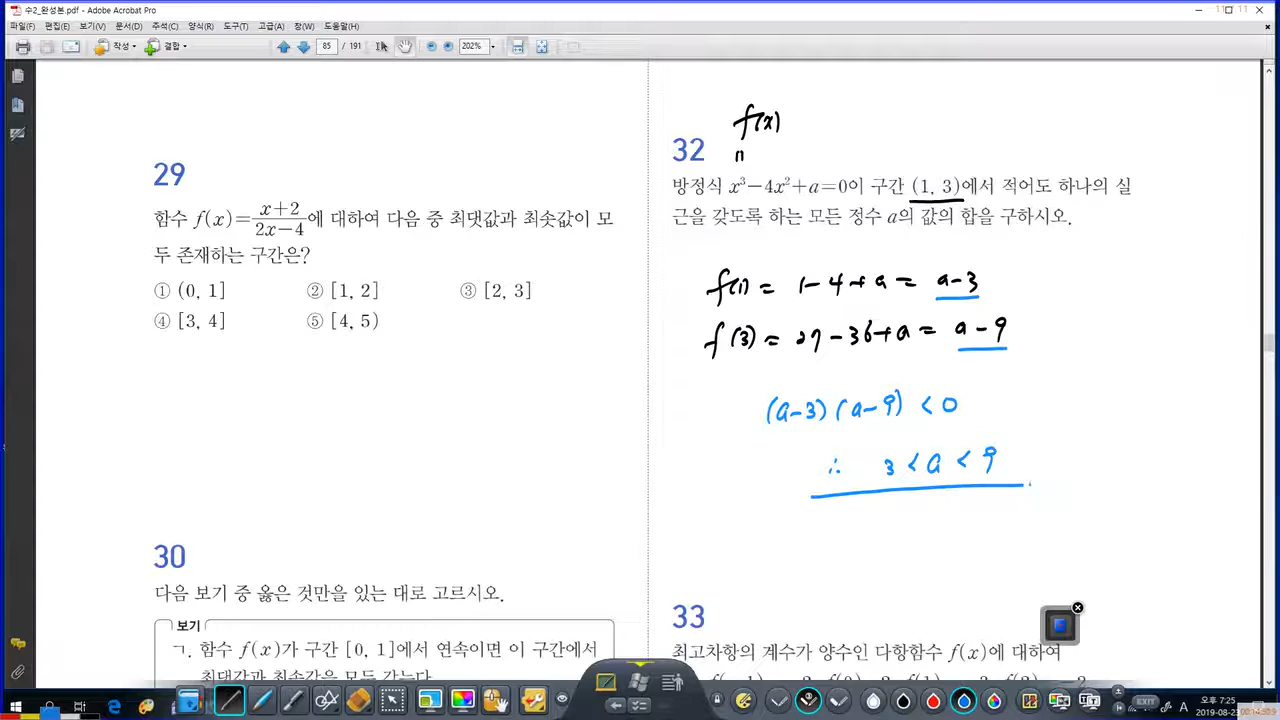 수2_완성본.pdf - Adobe Acrobat Pro
파일(F) 편집(E) 보기(V) 문서(D) 주석(C) 양식(R) 도구(T) 고급(A) 창(W) 도움말(H)
작성 결합 85 / 191 202%
29
함수 f(x)=\frac{x+2}{2x-4}에 대하여 다음 중 최댓값과 최솟값이 모
두 존재하는 구간은?
① (0, 1] ② [1, 2] ③ [2, 3]
④ [3, 4] ⑤ [4, 5)
30
다음 보기 중 옳은 것만을 있는 대로 고르시오.
보기
ㄱ. 함수 f(x)가 구간 [0, 1]에서 연속이면 이 구간에서
f(x)
32
방정식 x³-4x²+a=0이 구간 (1, 3)에서 적어도 하나의 실
근을 갖도록 하는 모든 정수 a의 값의 합을 구하시오.
f(1) = 1-4+a = a-3
f(3) = 27-36+a = a-9
(a-3)(a-9) < 0
∴ 3 < a < 9
33
최고차항의 계수가 양수인 다항함수 f(x)에 대하여
EXIT
오후 7:25